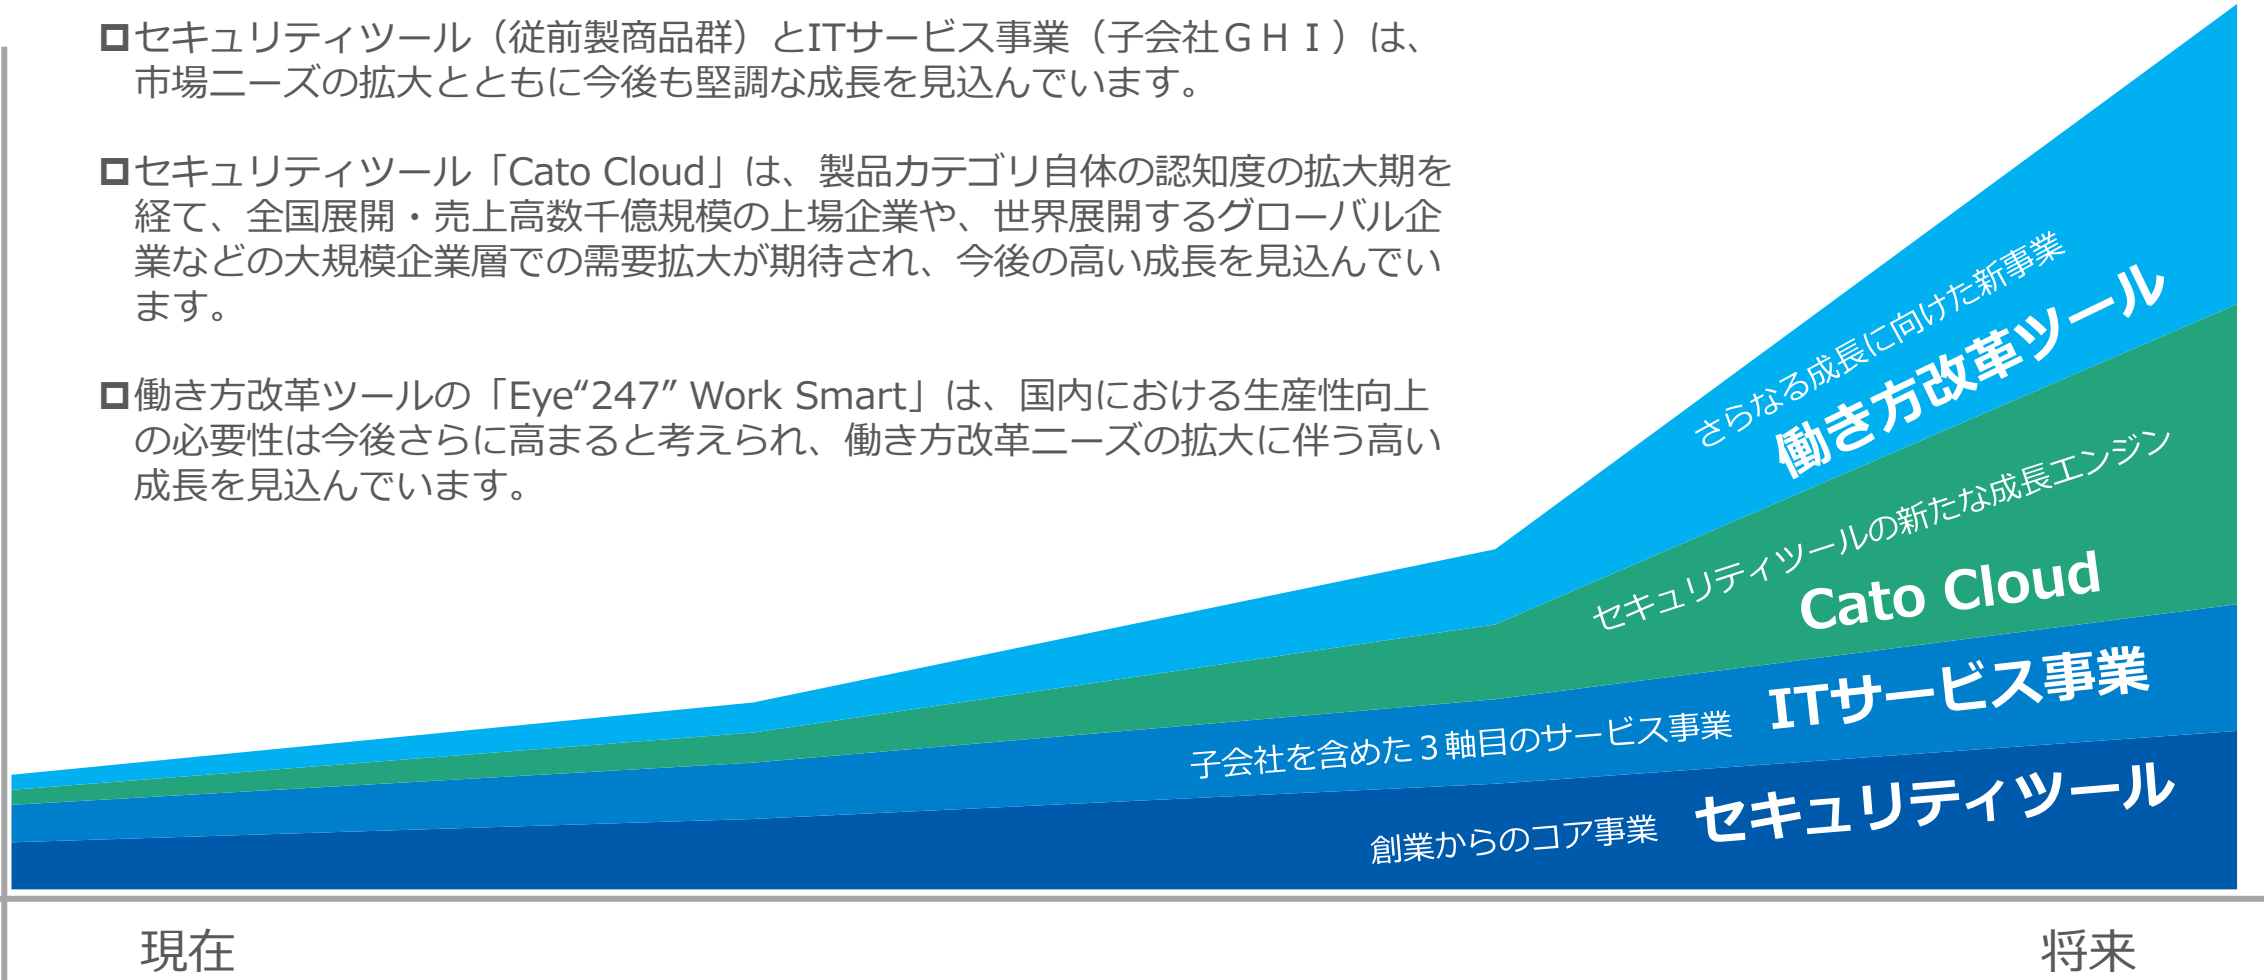 セキュリティツール（従前製商品群）とITサービス事業（子会社ＧＨＩ）は、
市場ニーズの拡大とともに今後も堅調な成長を見込んでいます。
セキュリティツール「Cato Cloud」は、製品カテゴリ自体の認知度の拡大期を
経て、全国展開・売上高数千億規模の上場企業や、世界展開するグローバル企
業などの大規模企業層での需要拡大が期待され、今後の高い成長を見込んでい
ます。
働き方改革ツールの「Eye“247” Work Smart」は、国内における生産性向上
の必要性は今後さらに高まると考えられ、働き方改革ニーズの拡大に伴う高い
成長を見込んでいます。
さらなる成長に向けた新事業
働き方改革ツール
セキュリティツールの新たな成長エンジン
Cato Cloud
子会社を含めた３軸目のサービス事業 ITサービス事業
創業からのコア事業 セキュリティツール
現在 将来